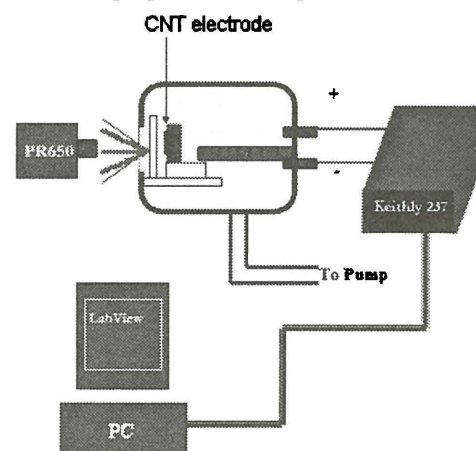 CNT electrode
+
PR650
-
Keithly 237
To Pump
LabView
PC